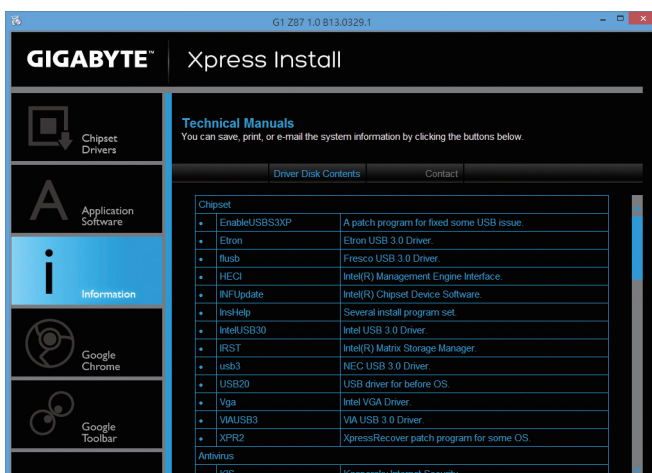 G1 Z87 1.0 B13.0329.1
GIGABYTE™
Xpress Install
Chipset
Drivers
Application
Software
Information
Google
Chrome
Google
Toolbar
Technical Manuals
You can save, print, or e-mail the system information by clicking the buttons below.
Driver Disk Contents Contact
Chipset
• EnableUSBS3XP A patch program for fixed some USB issue.
• Etron Etron USB 3.0 Driver.
• flusb Fresco USB 3.0 Driver.
• HECI Intel(R) Management Engine Interface.
• INFUpdate Intel(R) Chipset Device Software.
• InsHelp Several install program set.
• IntelUSB30 Intel USB 3.0 Driver.
• IRST Intel(R) Matrix Storage Manager.
• usb3 NEC USB 3.0 Driver.
• USB20 USB driver for before OS.
• Vga Intel VGA Driver.
• VIAUSB3 VIA USB 3.0 Driver.
• XPR2 XpressRecover patch program for some OS.
Antivirus
• KIS Kaspersky Internet Security